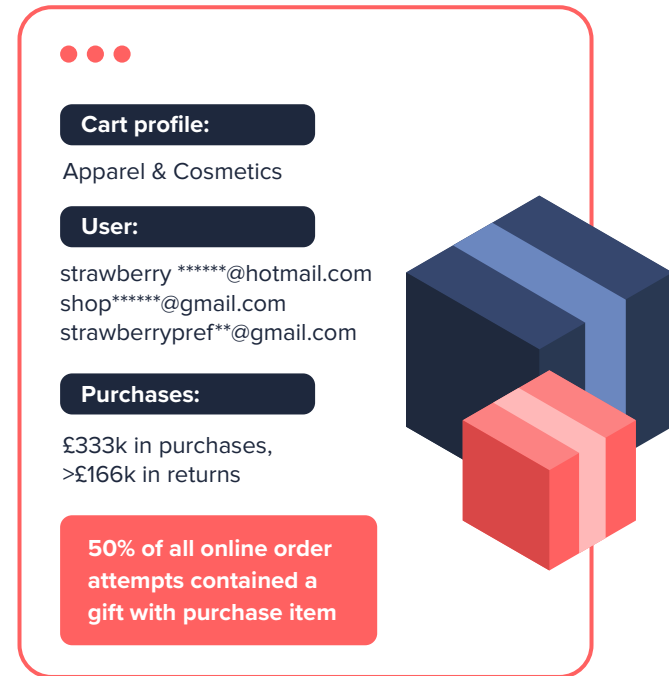 Cart profile:
Apparel & Cosmetics
User:
strawberry ******@hotmail.com
shop******@gmail.com
strawberrypref**@gmail.com
Purchases:
£333k in purchases,
>£166k in returns
50% of all online order
attempts contained a
gift with purchase item